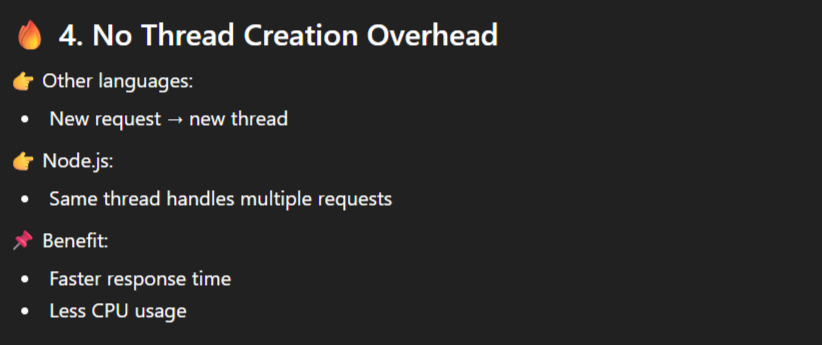 🔥 4. No Thread Creation Overhead
👉 Other languages:
• New request → new thread
👉 Node.js:
• Same thread handles multiple requests
📌 Benefit:
• Faster response time
• Less CPU usage